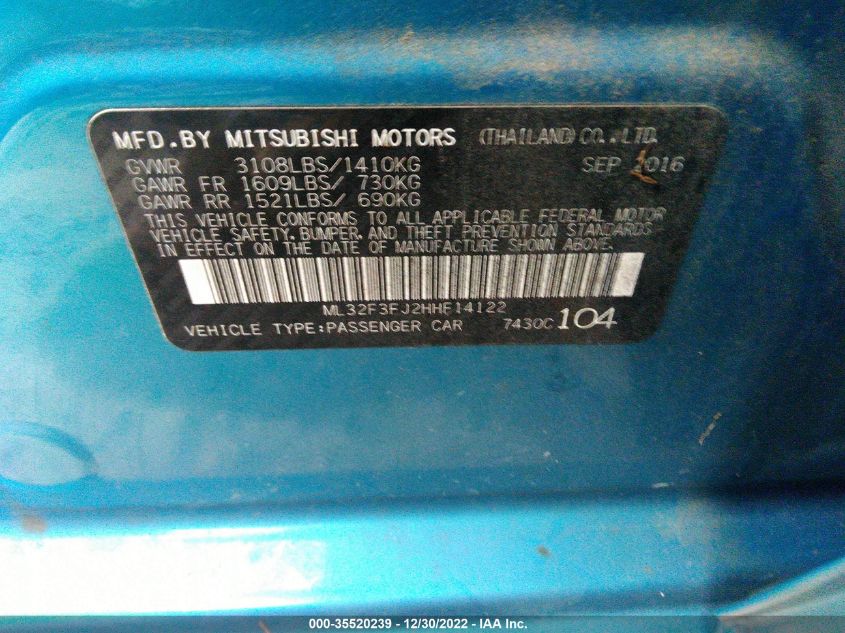 MFD.BY MITSUBISHI MOTORS (THAILAND) CO.,LTD.
GVWR 3108LBS/1410KG SEP 2016
GAWR FR 1609LBS/ 730KG
GAWR RR 1521LBS/ 690KG
THIS VEHICLE CONFORMS TO ALL APPLICABLE FEDERAL MOTOR
VEHICLE SAFETY, BUMPER, AND THEFT PREVENTION STANDARDS
IN EFFECT ON THE DATE OF MANUFACTURE SHOWN ABOVE.
ML32F3FJ2HHF14122
VEHICLE TYPE:PASSENGER CAR 7430C 104
000-35520239 - 12/30/2022 - IAA Inc.